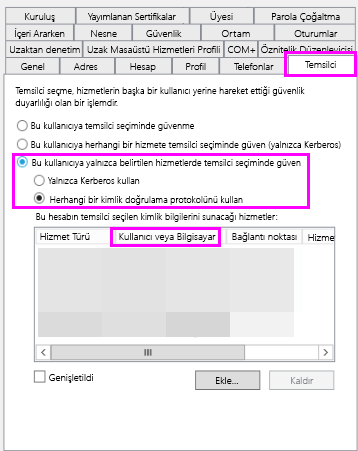 Kuruluş Yayımlanan Sertifikalar Üyesi Parola Çoğaltma
İçeri Ararken Nesne Güvenlik Ortam Oturumlar
Uzaktan denetim Uzak Masaüstü Hizmetleri Profili COM+ Öznitelik Düzenleyicisi
Genel Adres Hesap Profil Telefonlar Temsilci
Temsilci seçme, hizmetlerin başka bir kullanıcı yerine hareket ettiği güvenlik
duyarlılığı olan bir işlemdir.
Bu kullanıcıya temsilci seçiminde güvenme
Bu kullanıcıya herhangi bir hizmete temsilci seçiminde güven (yalnızca Kerberos)
Bu kullanıcıya yalnızca belirtilen hizmetlerde temsilci seçiminde güven
Yalnızca Kerberos kullan
Herhangi bir kimlik doğrulama protokolünü kullan
Bu hesabın temsilci seçilen kimlik bilgilerini sunacağı hizmetler:
Hizmet Türü Kullanıcı veya Bilgisayar Bağlantı noktası Hizme
Genişletildi Ekle... Kaldır